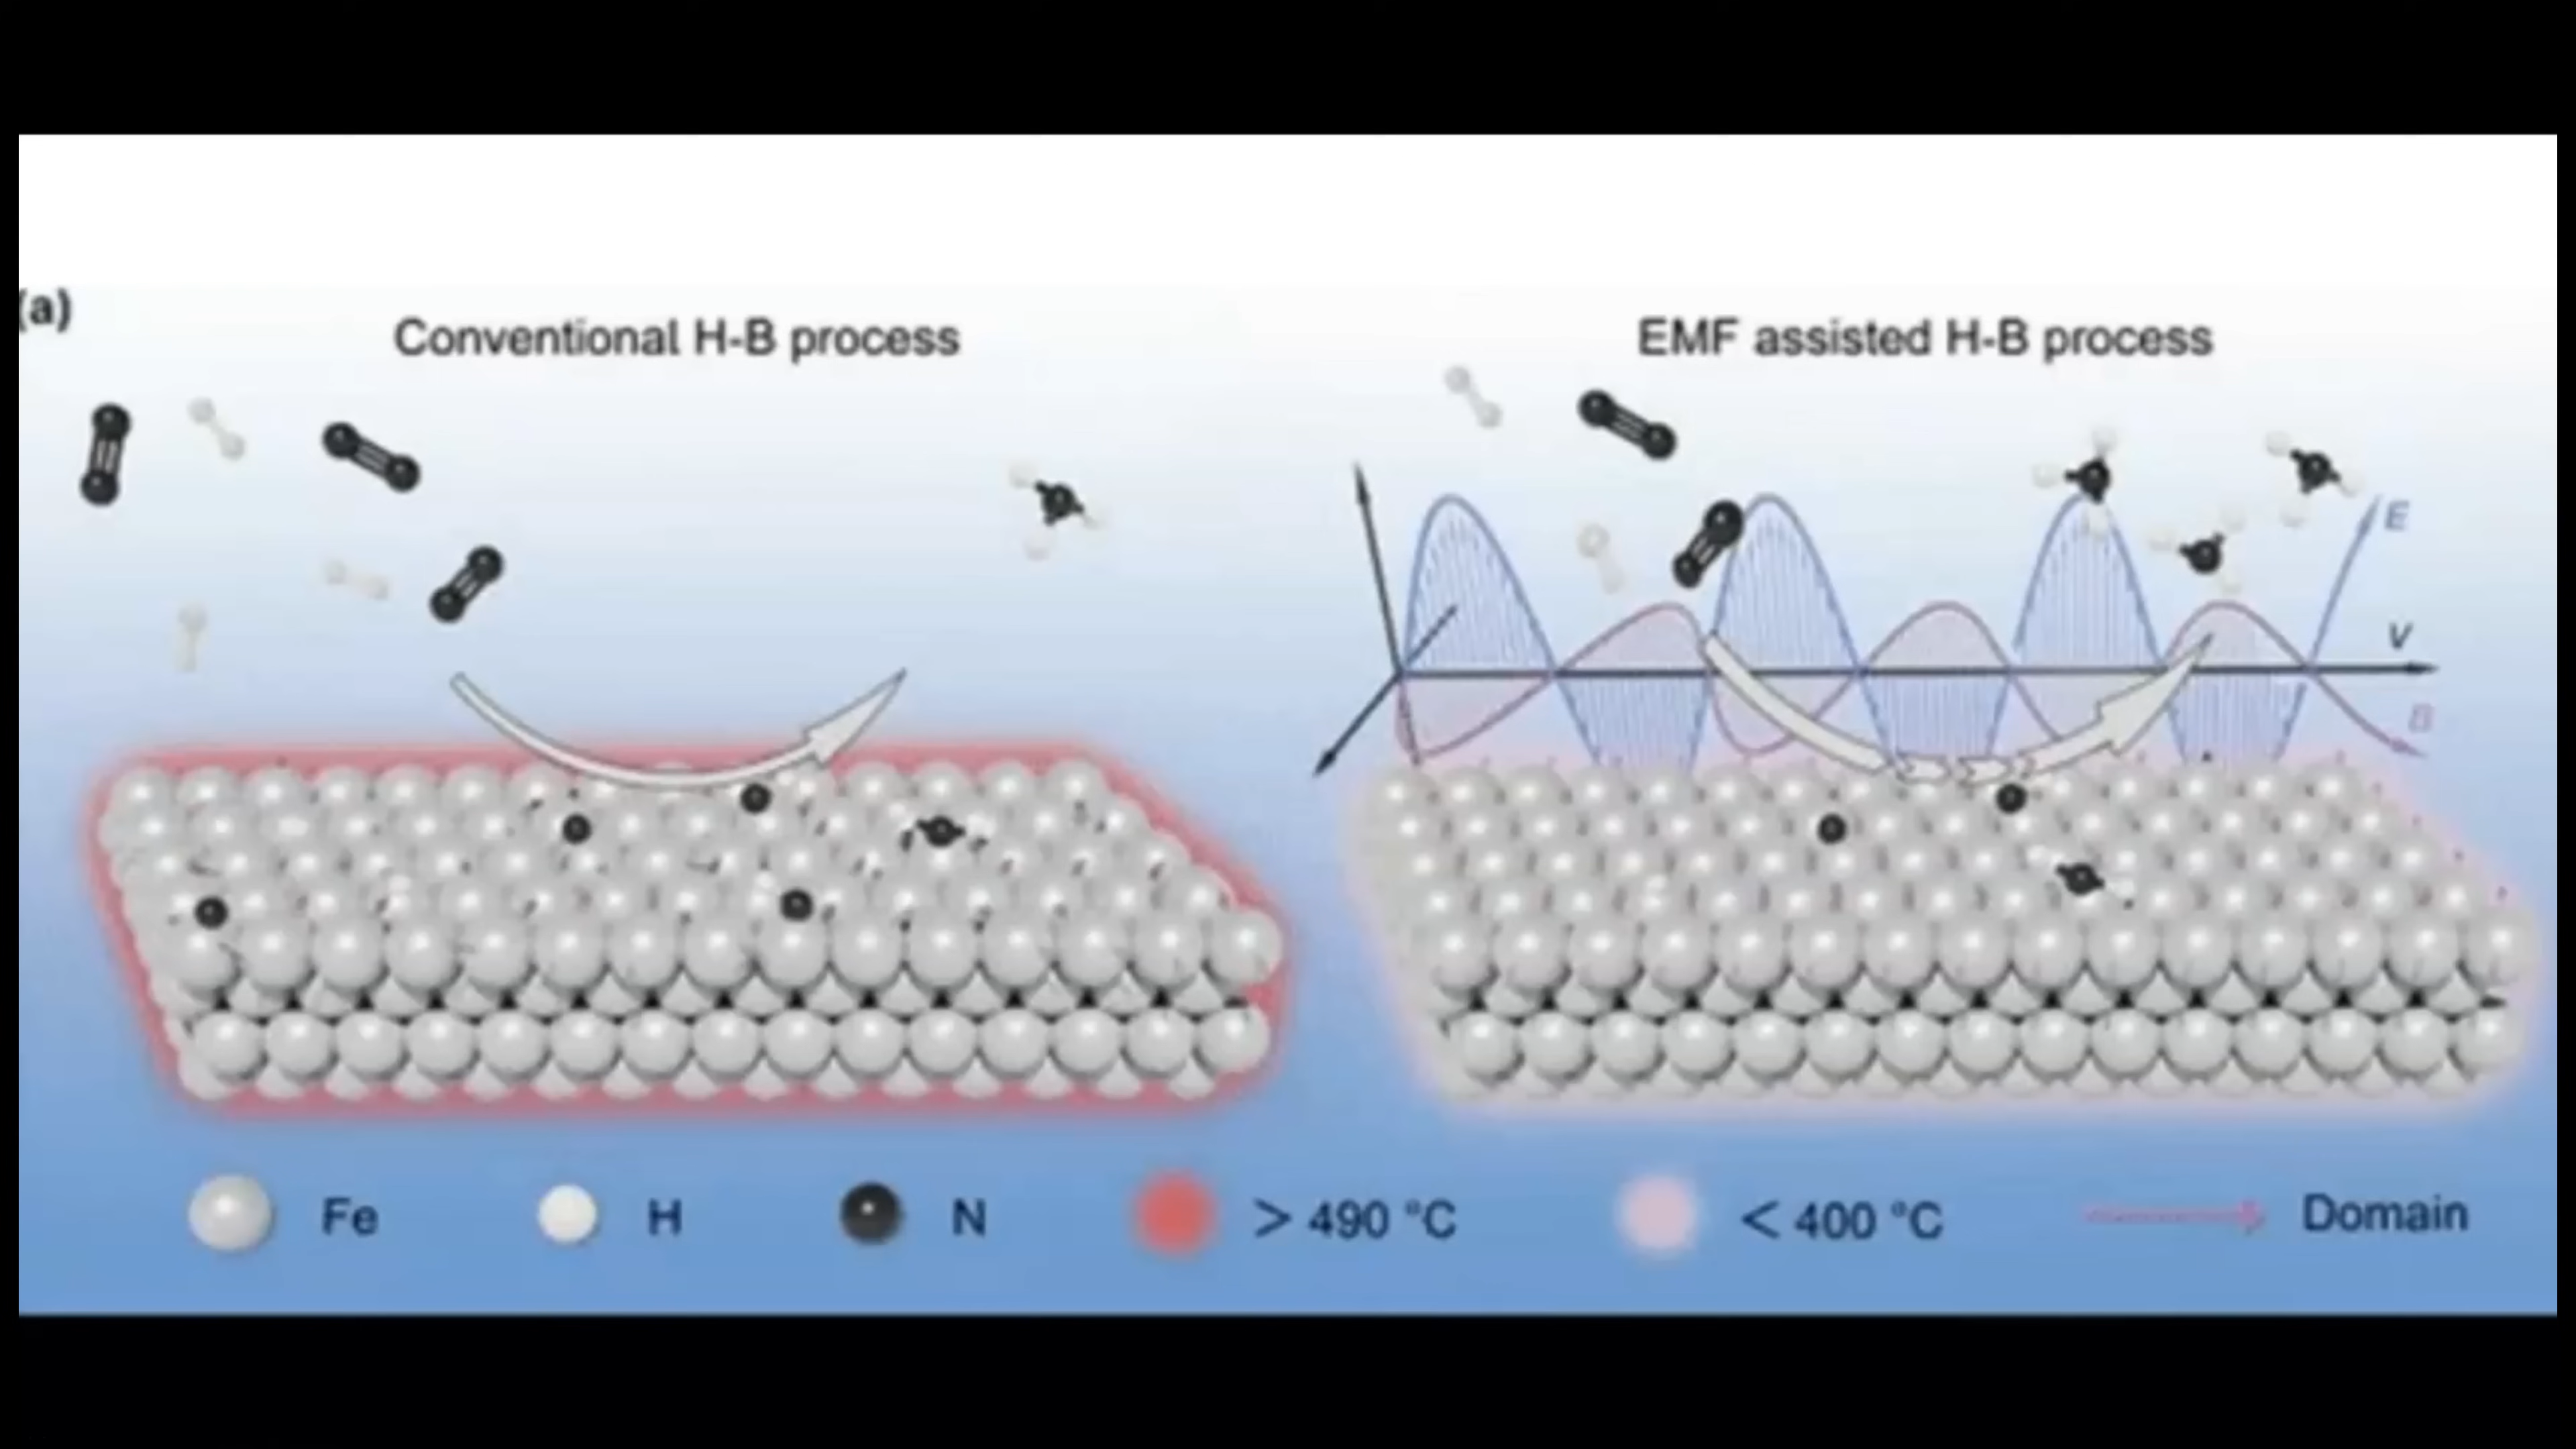 (a)
Conventional H-B process
EMF assisted H-B process
E
V
B
Fe
H
N
> 490 °C
< 400 °C
Domain